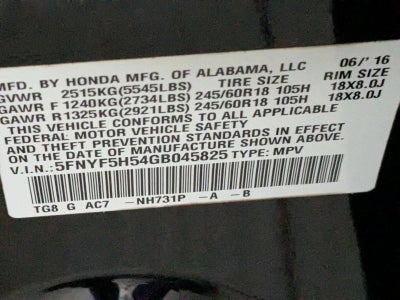 MFD. BY HONDA MFG. OF ALABAMA, LLC 06/'16
GVWR 2515KG(5545LBS) TIRE SIZE RIM SIZE
GAWR F 1240KG(2734LBS) 245/60R18 105H 18X8.0J
GAWR R 1325KG(2921LBS) 245/60R18 105H 18X8.0J
THIS VEHICLE CONFORMS TO ALL APPLICABLE
FEDERAL MOTOR VEHICLE SAFETY
AND THEFT PREVENTION STANDARDS IN EFFECT
ON THE DATE OF MANUFACTURE SHOWN ABOVE.
V.I.N.: 5FNYF5H54GB045825 TYPE: MPV
TG8 G AC7 -NH731P -A -B